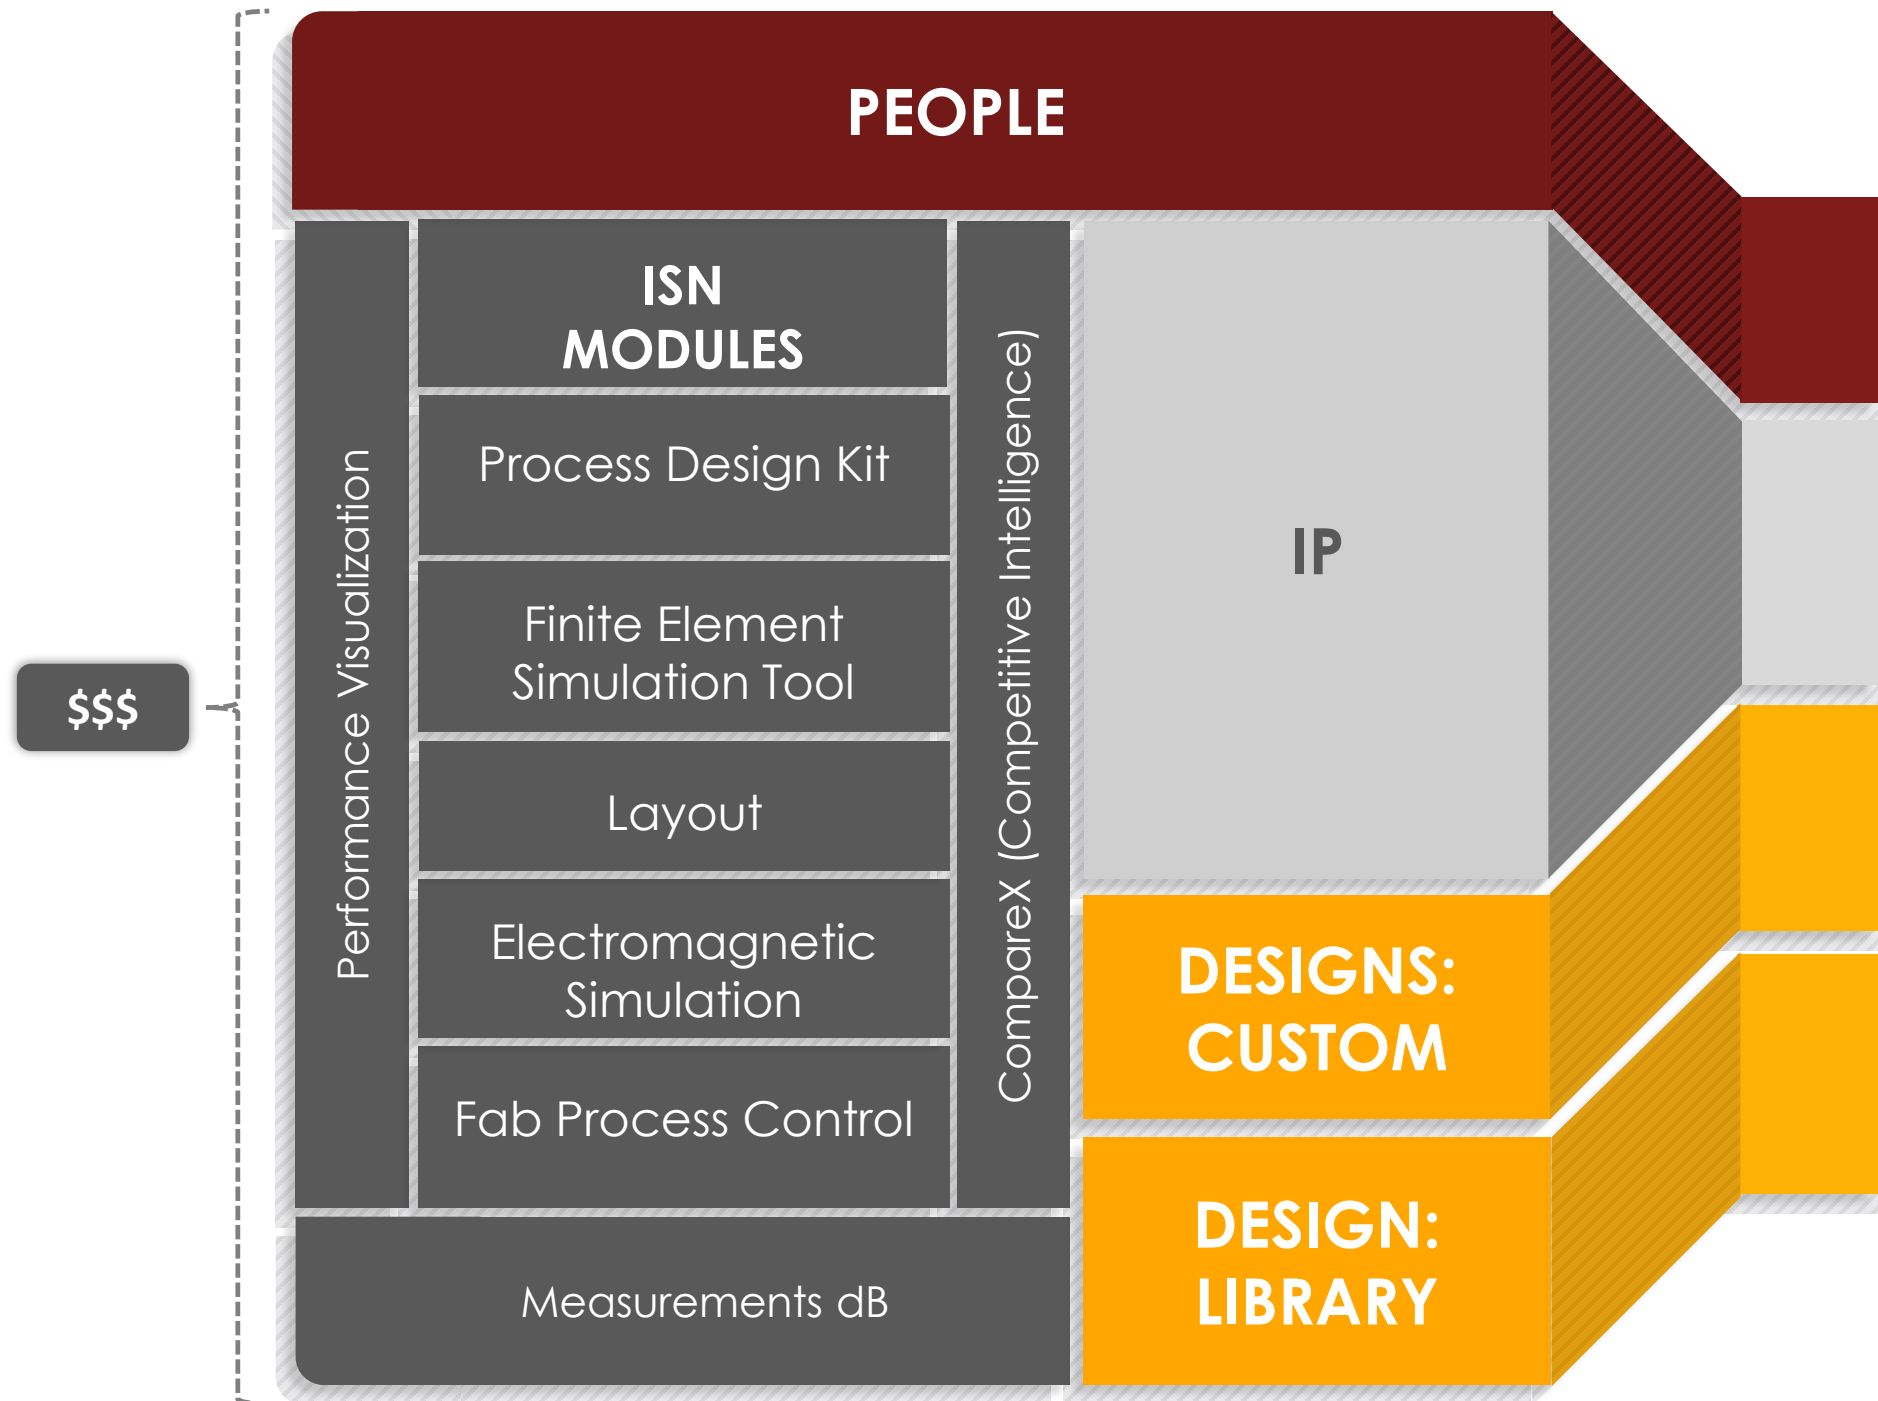 PEOPLE
$$$
Performance Visualization
ISN
MODULES
Process Design Kit
Finite Element
Simulation Tool
Layout
Electromagnetic
Simulation
Fab Process Control
Measurements dB
CompareX (Competitive Intelligence)
IP
DESIGNS:
CUSTOM
DESIGN:
LIBRARY